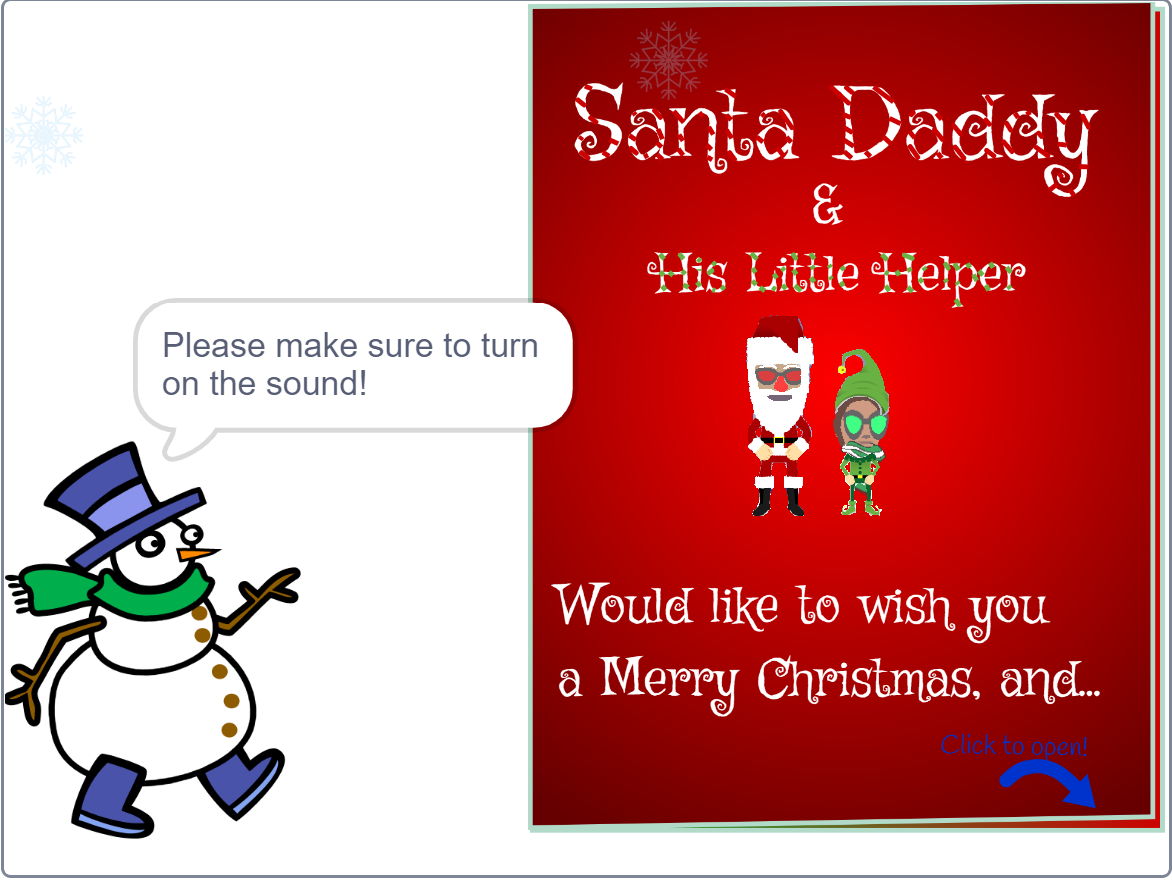 Santa Daddy
&
His Little Helper
Please make sure to turn
on the sound!
Would like to wish you
a Merry Christmas, and...
Click to open!